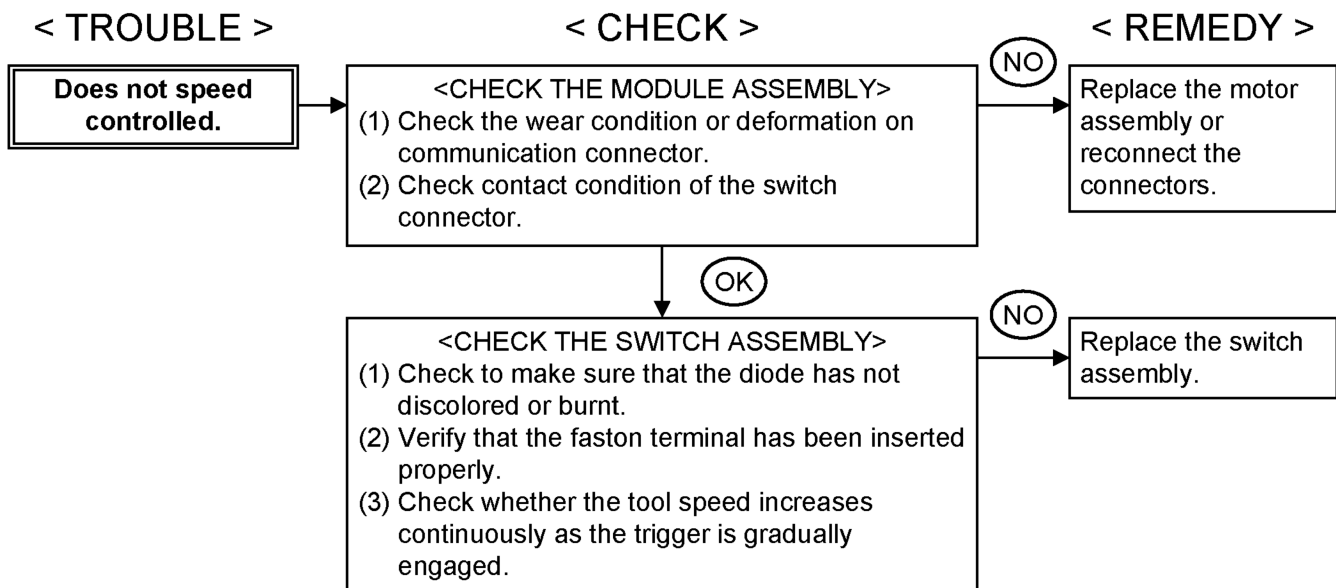 < TROUBLE >
< CHECK >
< REMEDY >
Does not speed
controlled.
<CHECK THE MODULE ASSEMBLY>
(1) Check the wear condition or deformation on
communication connector.
(2) Check contact condition of the switch
connector.
NO
Replace the motor
assembly or
reconnect the
connectors.
OK
<CHECK THE SWITCH ASSEMBLY>
(1) Check to make sure that the diode has not
discolored or burnt.
(2) Verify that the faston terminal has been inserted
properly.
(3) Check whether the tool speed increases
continuously as the trigger is gradually
engaged.
NO
Replace the switch
assembly.